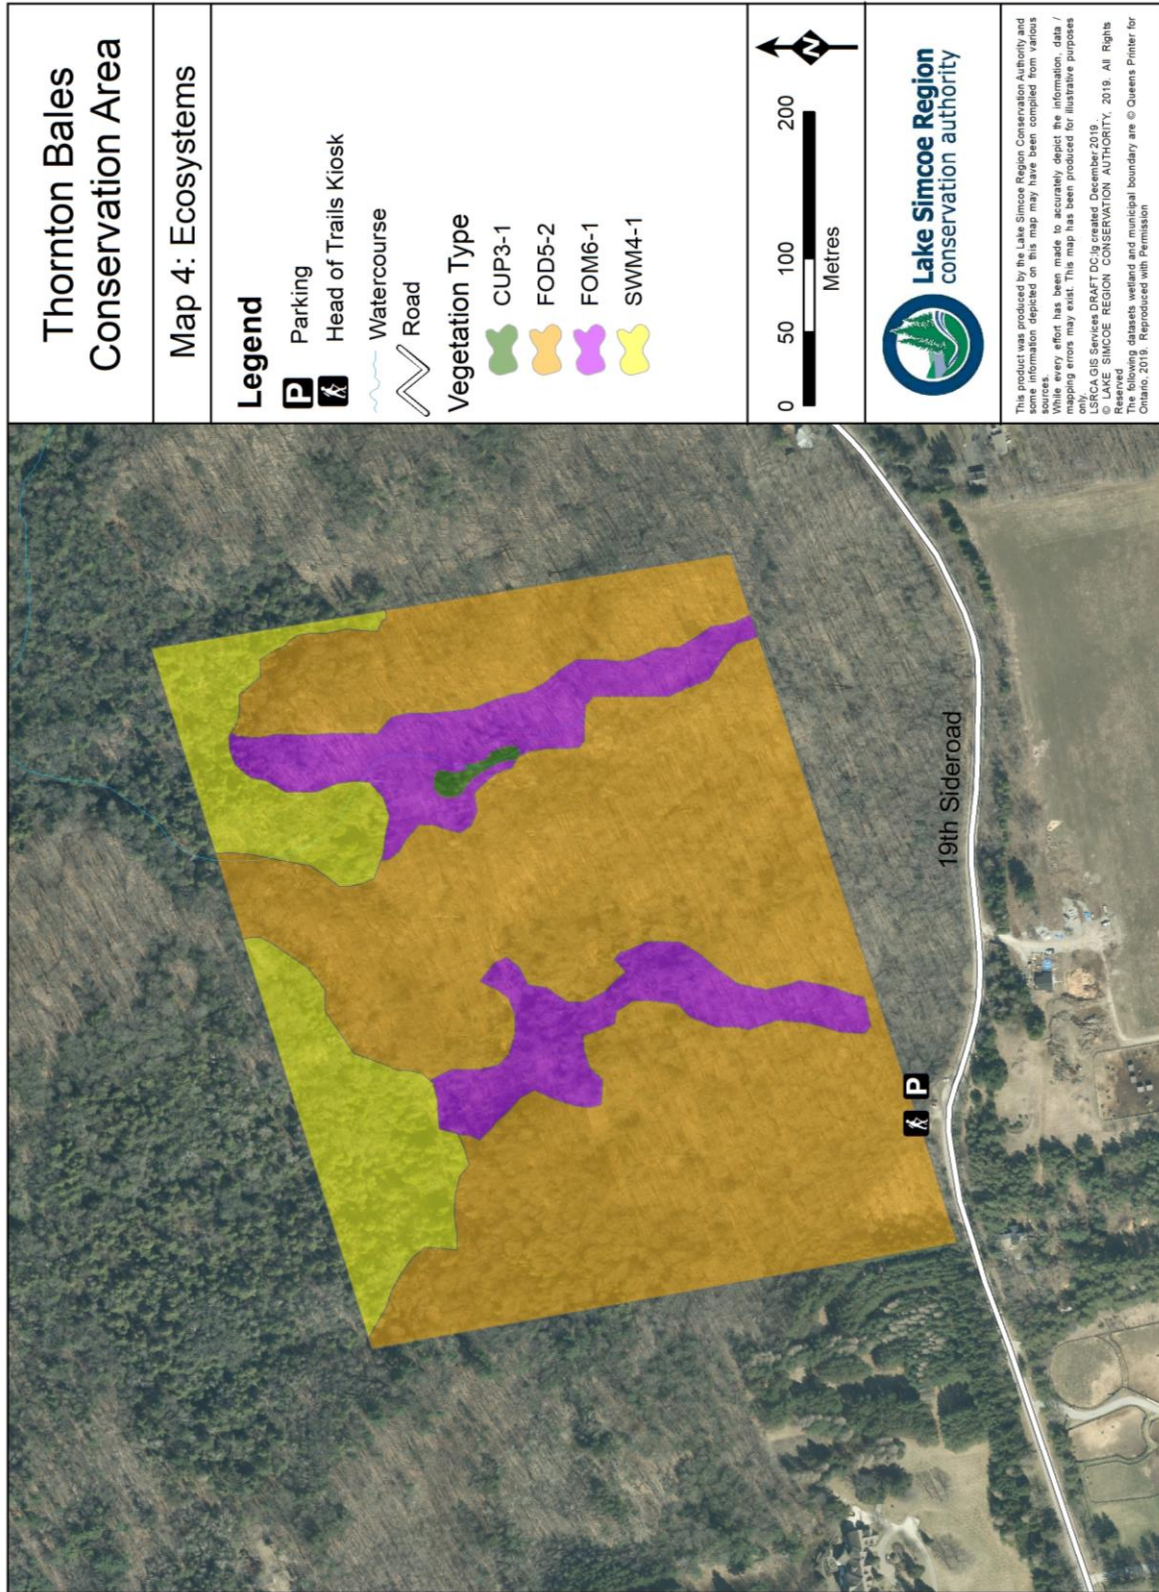 Thornton Bales
Conservation Area
Map 4: Ecosystems
Legend
P Parking
Head of Trails Kiosk
Watercourse
Road
Vegetation Type
CUP3-1
FOD5-2
FOM6-1
SWM4-1
0 50 100 200
Metres
N
Lake Simcoe Region
conservation authority
This product was produced by the Lake Simcoe Region Conservation Authority and
some information depicted on this map may have been compiled from various
sources.
While every effort has been made to accurately depict the information, data /
mapping errors may exist. This map has been produced for illustrative purposes
only.
LSRCA GIS Services DRAFT DC:lg created December 2019.
© LAKE SIMCOE REGION CONSERVATION AUTHORITY, 2019. All Rights
Reserved
The following datasets wetland and municipal boundary are © Queens Printer for
Ontario, 2019. Reproduced with Permission
19th Sideroad
P